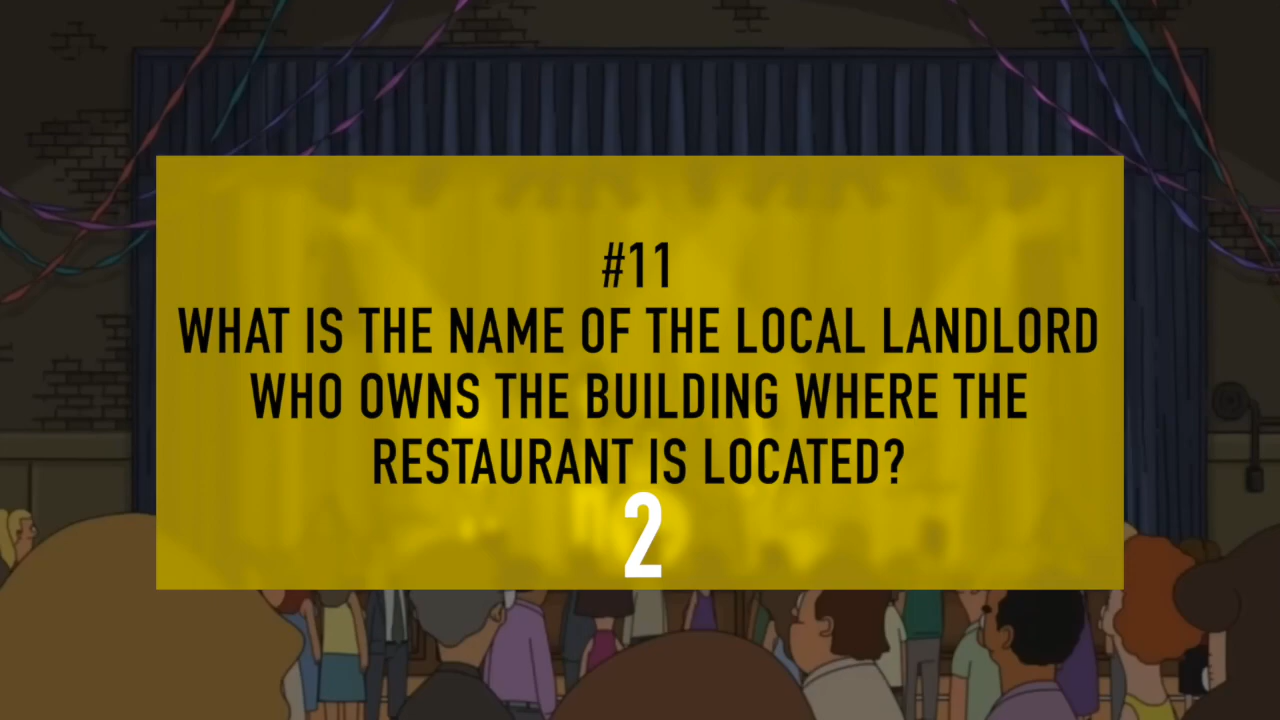 #11
WHAT IS THE NAME OF THE LOCAL LANDLORD
WHO OWNS THE BUILDING WHERE THE
RESTAURANT IS LOCATED?
2